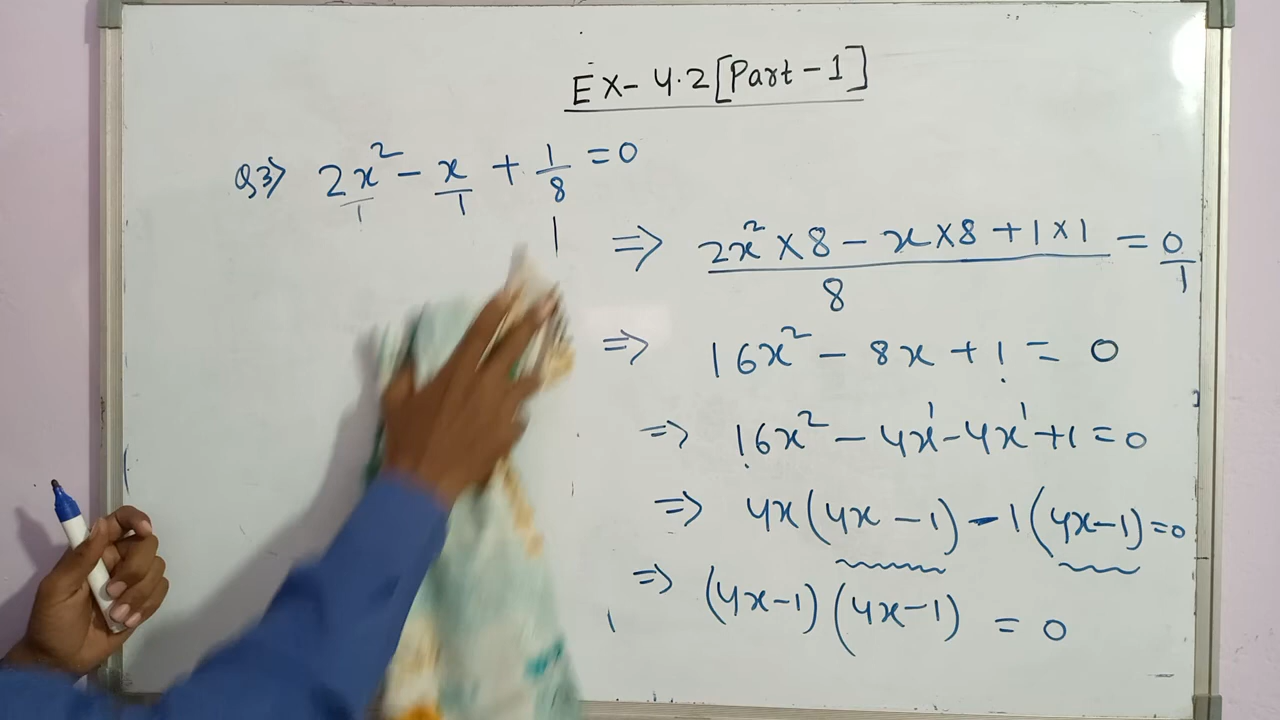 EX-4.2[Part-1]
Q3> 2x²/1 - x/1 + 1/8 = 0
⇒ (2x² × 8 - x × 8 + 1 × 1)/8 = 0/1
⇒ 16x² - 8x + 1 = 0
⇒ 16x² - 4x - 4x + 1 = 0
⇒ 4x(4x - 1) - 1(4x - 1) = 0
⇒ (4x - 1)(4x - 1) = 0